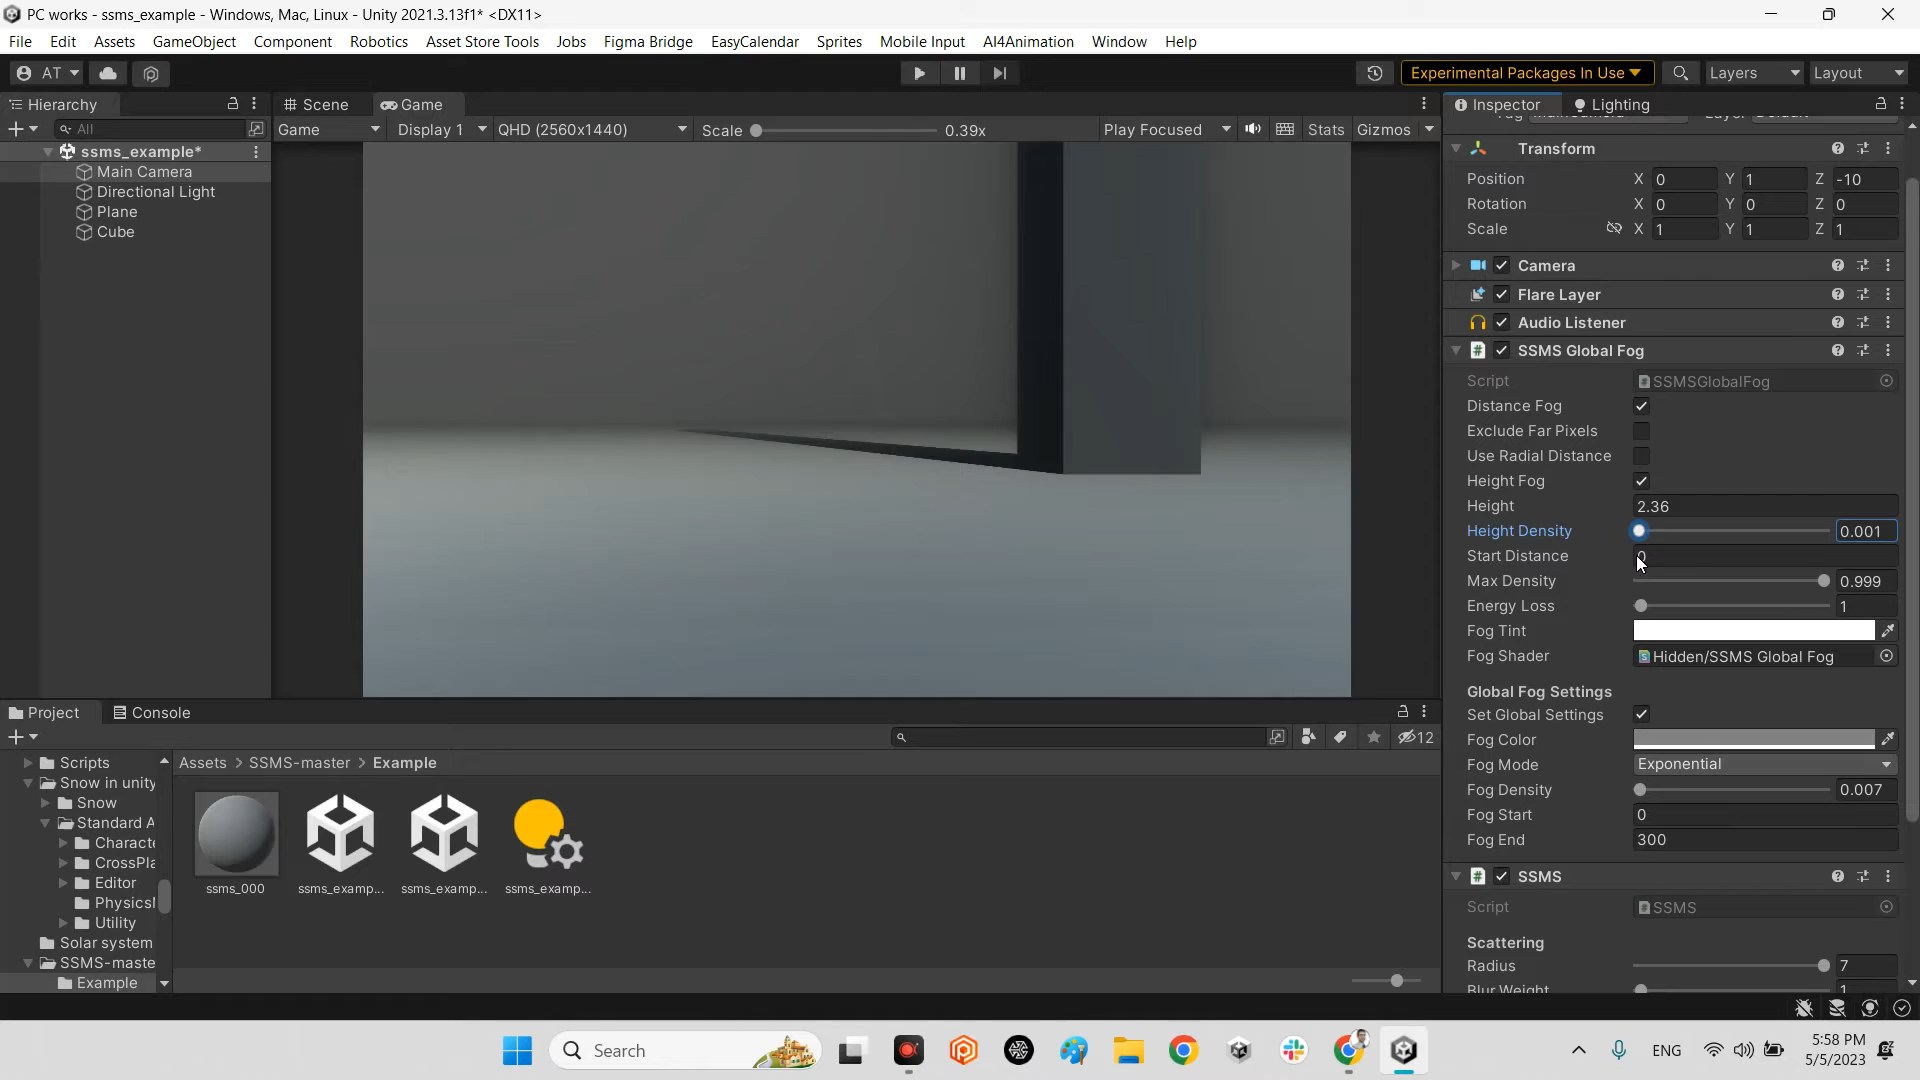 PC works - ssms_example - Windows, Mac, Linux - Unity 2021.3.13f1* <DX11>
File Edit Assets GameObject Component Robotics Asset Store Tools Jobs Figma Bridge EasyCalendar Sprites Mobile Input AI4Animation Window Help
AT Experimental Packages In Use Layers Layout
Hierarchy
All
ssms_example*
Main Camera
Directional Light
Plane
Cube
Scene Game
Game Display 1 QHD (2560x1440) Scale 0.39x Play Focused Stats Gizmos
Inspector Lighting
Transform
Position X 0 Y 1 Z -10
Rotation X 0 Y 0 Z 0
Scale X 1 Y 1 Z 1
Camera
Flare Layer
Audio Listener
SSMS Global Fog
Script SSMSGlobalFog
Distance Fog
Exclude Far Pixels
Use Radial Distance
Height Fog
Height 2.36
Height Density 0.001
Start Distance 0
Max Density 0.999
Energy Loss 1
Fog Tint
Fog Shader Hidden/SSMS Global Fog
Global Fog Settings
Set Global Settings
Fog Color
Fog Mode Exponential
Fog Density 0.007
Fog Start 0
Fog End 300
SSMS
Script SSMS
Scattering
Radius 7
Blur Weight 1
Project Console
12
Scripts
Snow in unity
Snow
Standard A
Characte
CrossPla
Editor
Physics
Utility
Solar system
SSMS-maste
Example
Assets > SSMS-master > Example
ssms_000 ssms_examp... ssms_examp... ssms_examp...
Search
ENG
5:58 PM
5/5/2023